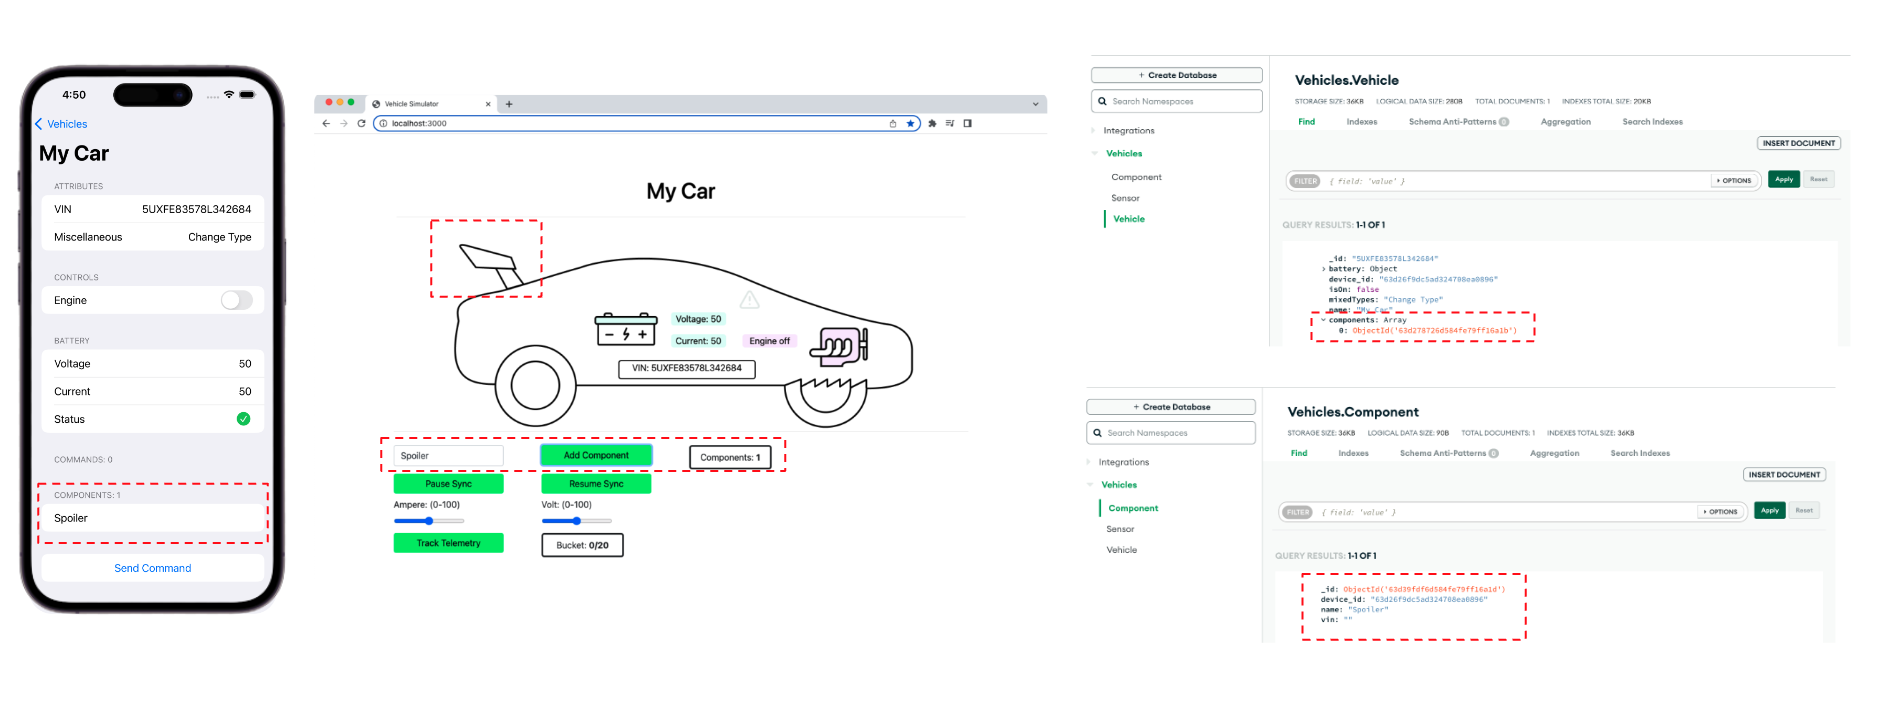 4:50
Vehicles
My Car
ATTRIBUTES
VIN 5UXFE83578L342684
Miscellaneous Change Type
CONTROLS
Engine
BATTERY
Voltage 50
Current 50
Status
COMMANDS: 0
COMPONENTS: 1
Spoiler
Send Command
Vehicle Simulator
localhost:3000
My Car
Voltage: 50
Current: 50
Engine off
VIN: 5UXFE83578L342684
Spoiler Add Component Components: 1
Pause Sync Resume Sync
Ampere: (0-100) Volt: (0-100)
Track Telemetry Bucket: 0/20
+ Create Database
Search Namespaces
Integrations
Vehicles
Component
Sensor
Vehicle
Vehicles.Vehicle
STORAGE SIZE: 36KB LOGICAL DATA SIZE: 280B TOTAL DOCUMENTS: 1 INDEXES TOTAL SIZE: 20KB
Find Indexes Schema Anti-Patterns 0 Aggregation Search Indexes
INSERT DOCUMENT
FILTER { field: 'value' } OPTIONS Apply Reset
QUERY RESULTS: 1-1 OF 1
_id: "5UXFE83578L342684"
battery: Object
device_id: "63d26f9dc5ad324708ea0896"
isOn: false
mixedTypes: "Change Type"
name: "My Car"
components: Array
0: ObjectId('63d278726d584fe79ff16a1b')
+ Create Database
Search Namespaces
Integrations
Vehicles
Component
Sensor
Vehicle
Vehicles.Component
STORAGE SIZE: 36KB LOGICAL DATA SIZE: 90B TOTAL DOCUMENTS: 1 INDEXES TOTAL SIZE: 36KB
Find Indexes Schema Anti-Patterns 0 Aggregation Search Indexes
INSERT DOCUMENT
FILTER { field: 'value' } OPTIONS Apply Reset
QUERY RESULTS: 1-1 OF 1
_id: ObjectId('63d39fdf6d584fe79ff16a1d')
device_id: "63d26f9dc5ad324708ea0896"
name: "Spoiler"
vin: ""